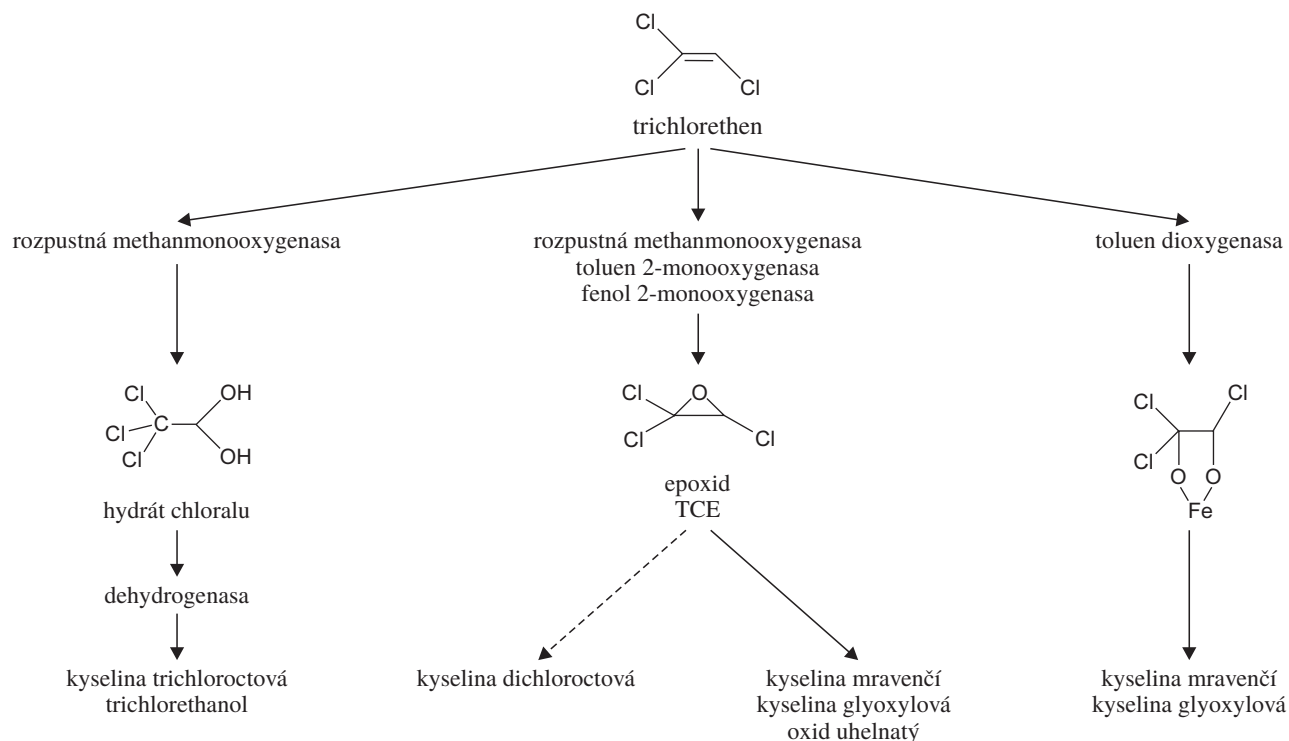 Cl
Cl
Cl
trichlorethen
rozpustná methanmonooxygenasa
rozpustná methanmonooxygenasa
toluen 2-monooxygenasa
fenol 2-monooxygenasa
toluen dioxygenasa
Cl
OH
Cl
C
Cl
OH
hydrát chloralu
dehydrogenasa
kyselina trichloroctová
trichlorethanol
Cl
O
Cl
Cl
epoxid
TCE
kyselina dichloroctová
kyselina mravenčí
kyselina glyoxylová
oxid uhelnatý
Cl
Cl
Cl
O
O
Fe
kyselina mravenčí
kyselina glyoxylová